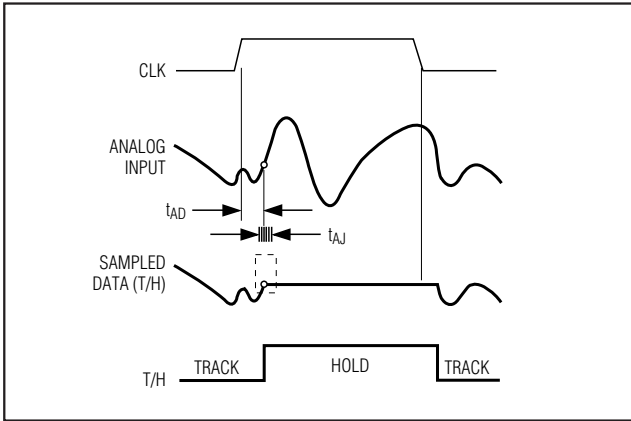 CLK
ANALOG
INPUT
tAD
tAJ
SAMPLED
DATA (T/H)
TRACK
HOLD
TRACK
T/H